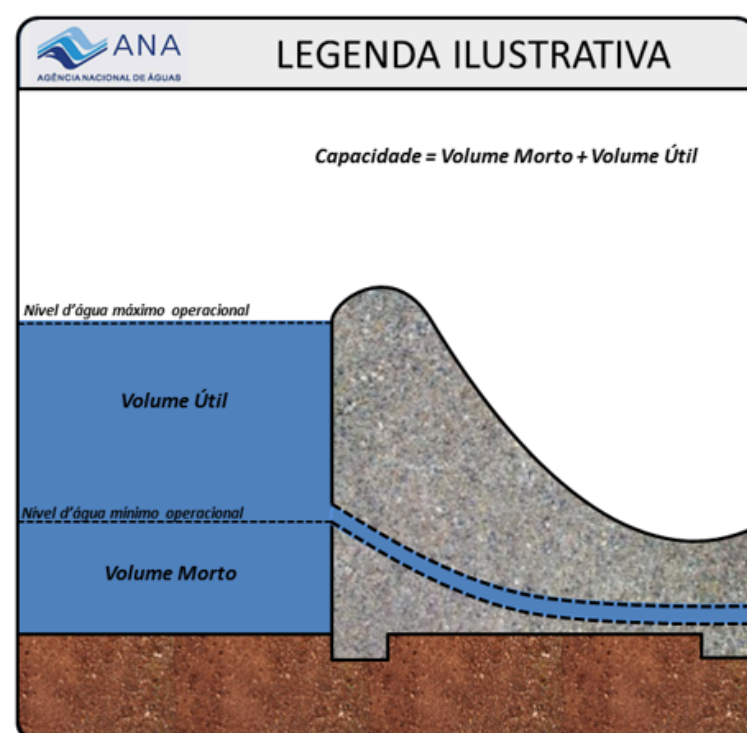 ANA
AGÊNCIA NACIONAL DE ÁGUAS
LEGENDA ILUSTRATIVA
Capacidade = Volume Morto + Volume Útil
Nível d'água máximo operacional
Volume Útil
Nível d'água mínimo operacional
Volume Morto